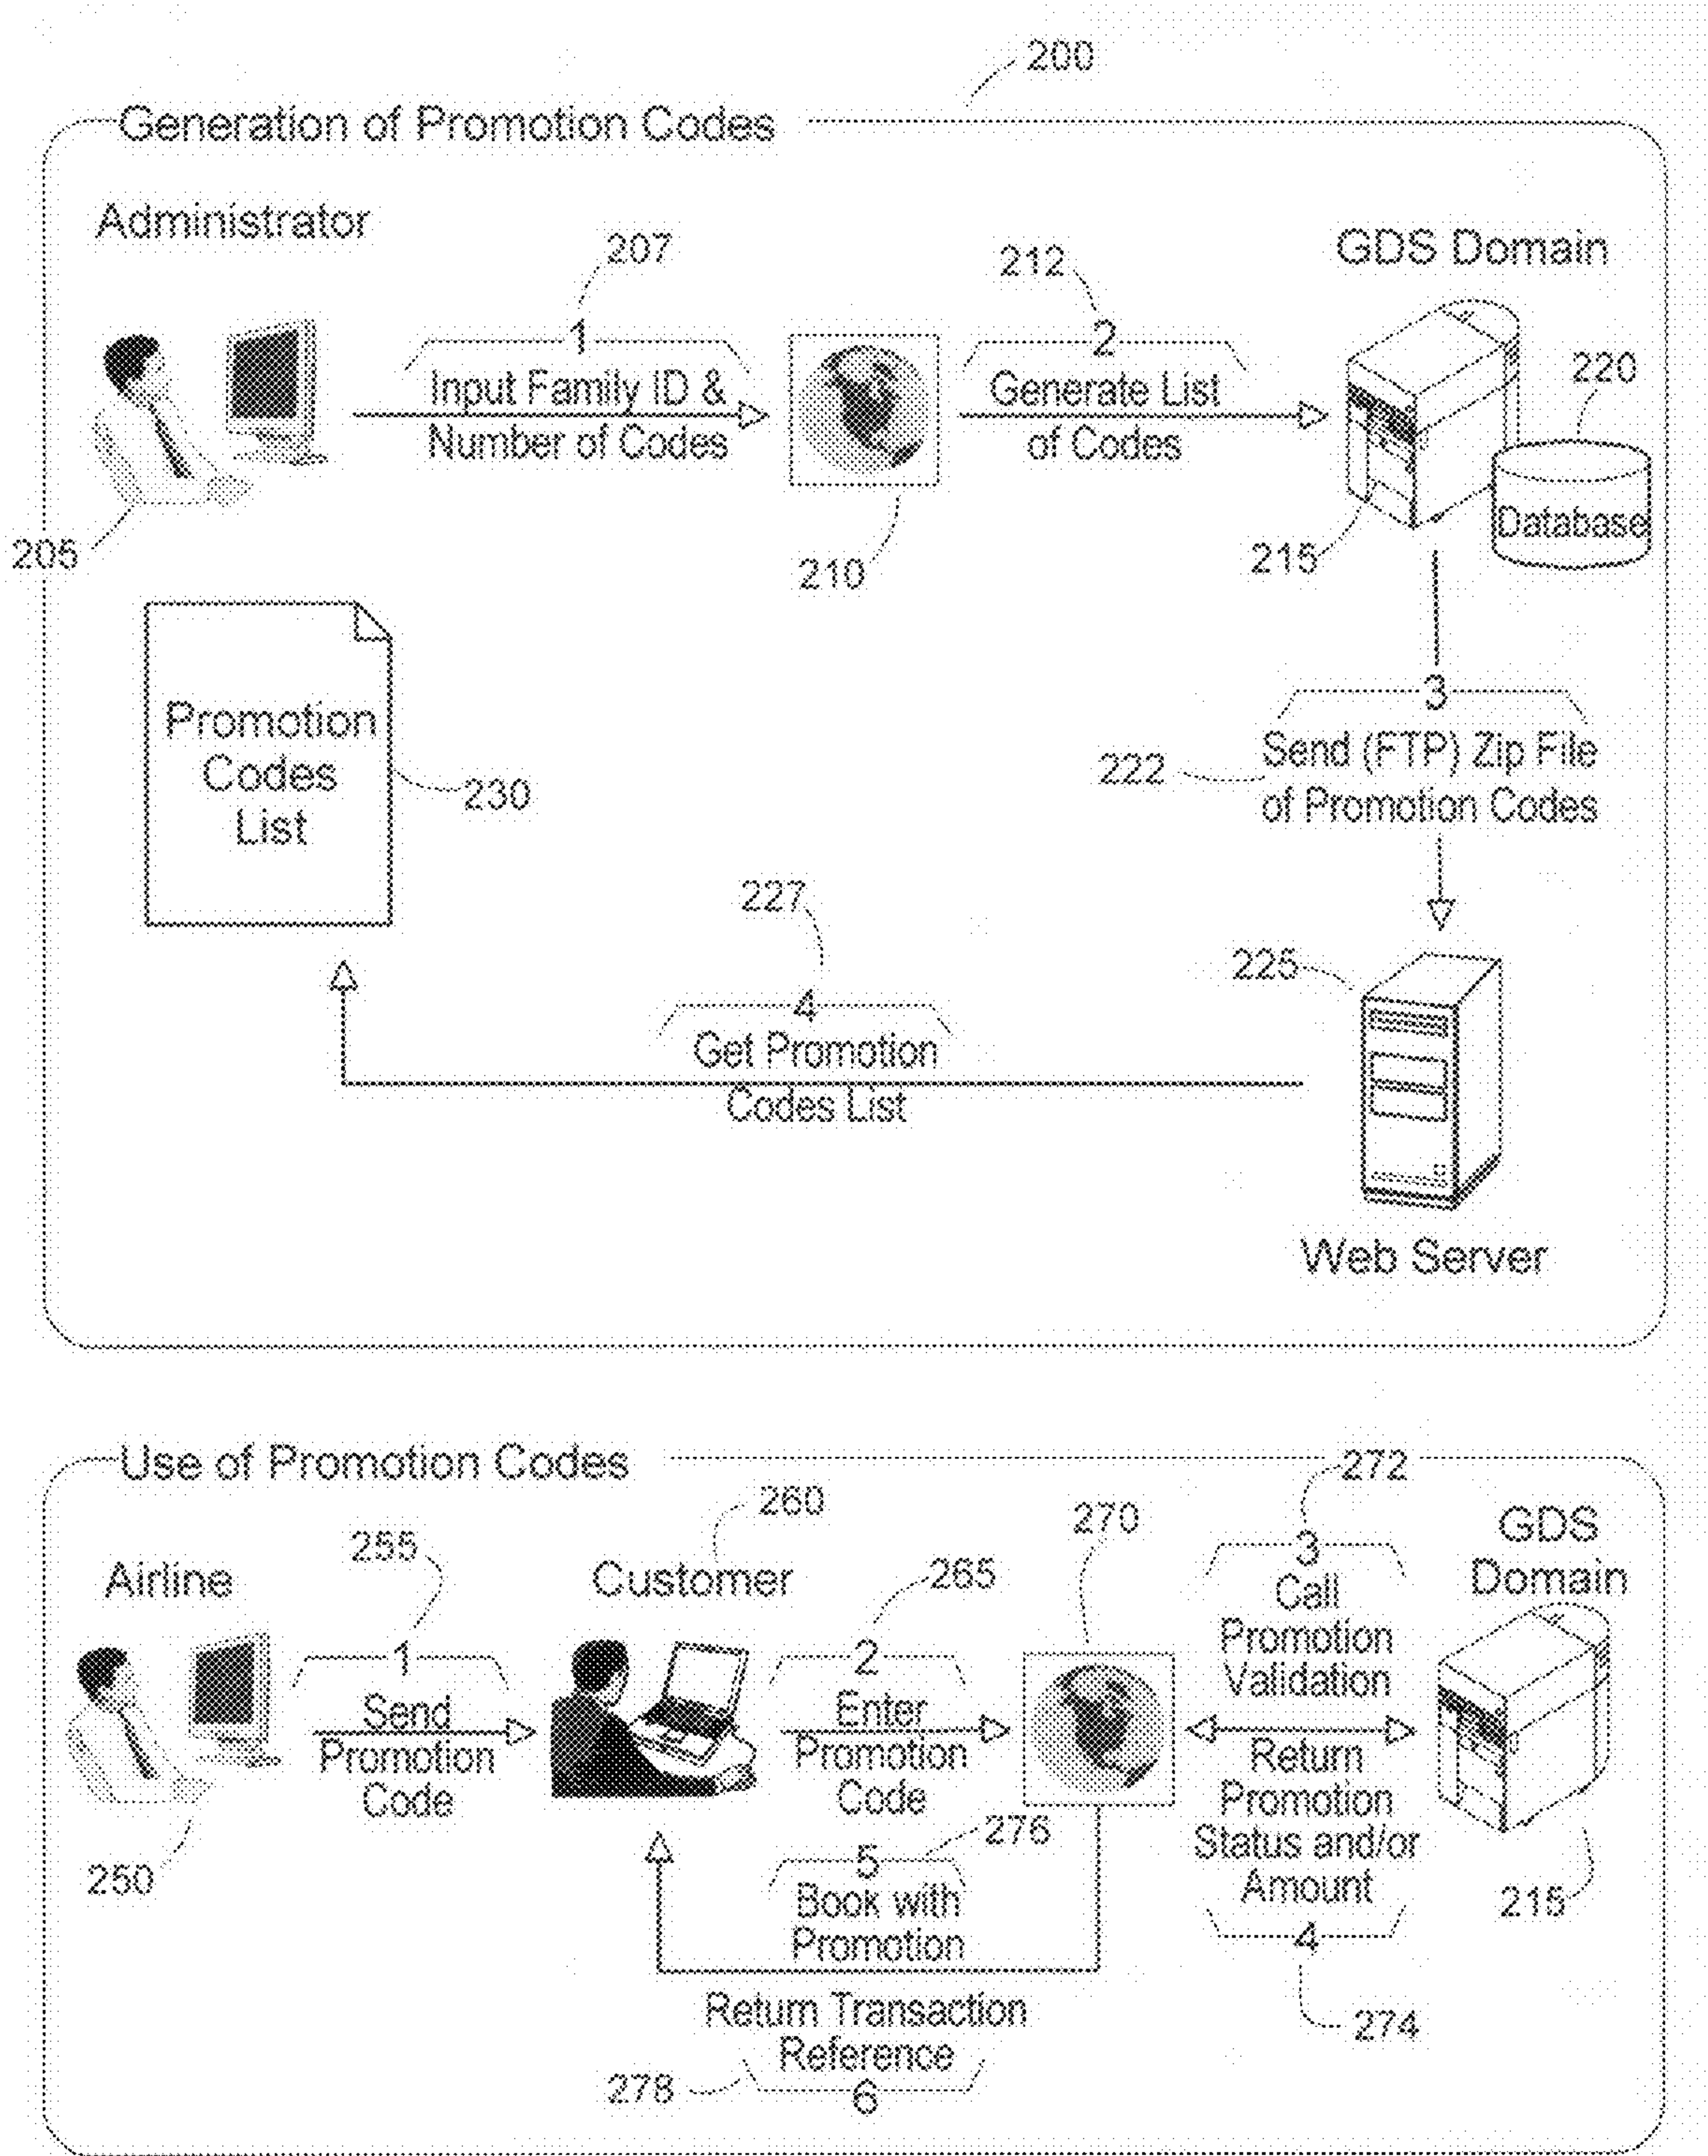 200
Generation of Promotion Codes
Administrator
207
212
GDS Domain
1
Input Family ID &
Number of Codes
2
Generate List
of Codes
220
Database
205
210
215
Promotion
Codes
List
230
3
222
Send (FTP) Zip File
of Promotion Codes
227
4
Get Promotion
Codes List
225
Web Server
Use of Promotion Codes
272
255
260
270
GDS
Domain
Airline
Customer
265
1
Send
Promotion
Code
2
Enter
Promotion
Code
3
Call
Promotion
Validation
Return
Promotion
Status and/or
Amount
4
250
276
215
5
Book with
Promotion
274
Return Transaction
Reference
278
6